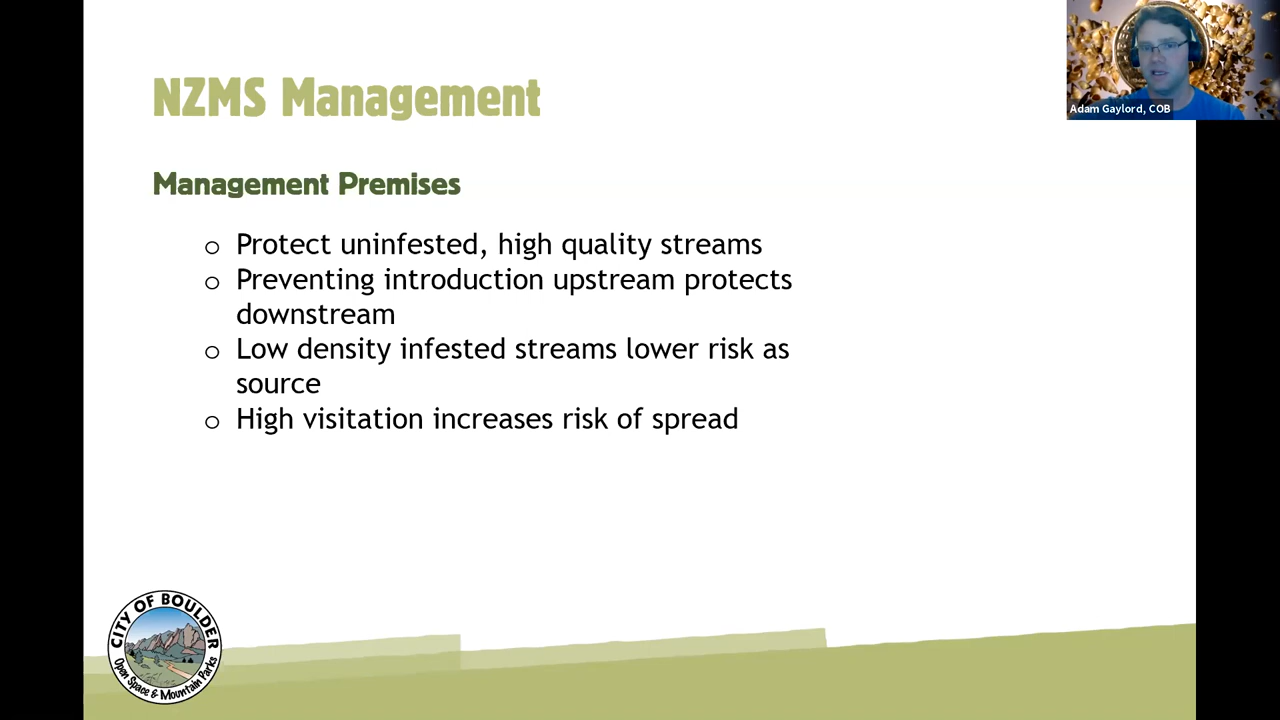 NZMS Management
Adam Gaylord, COB
Management Premises
o Protect uninfested, high quality streams
o Preventing introduction upstream protects
downstream
o Low density infested streams lower risk as
source
o High visitation increases risk of spread
CITY OF BOULDER
Open Space & Mountain Parks